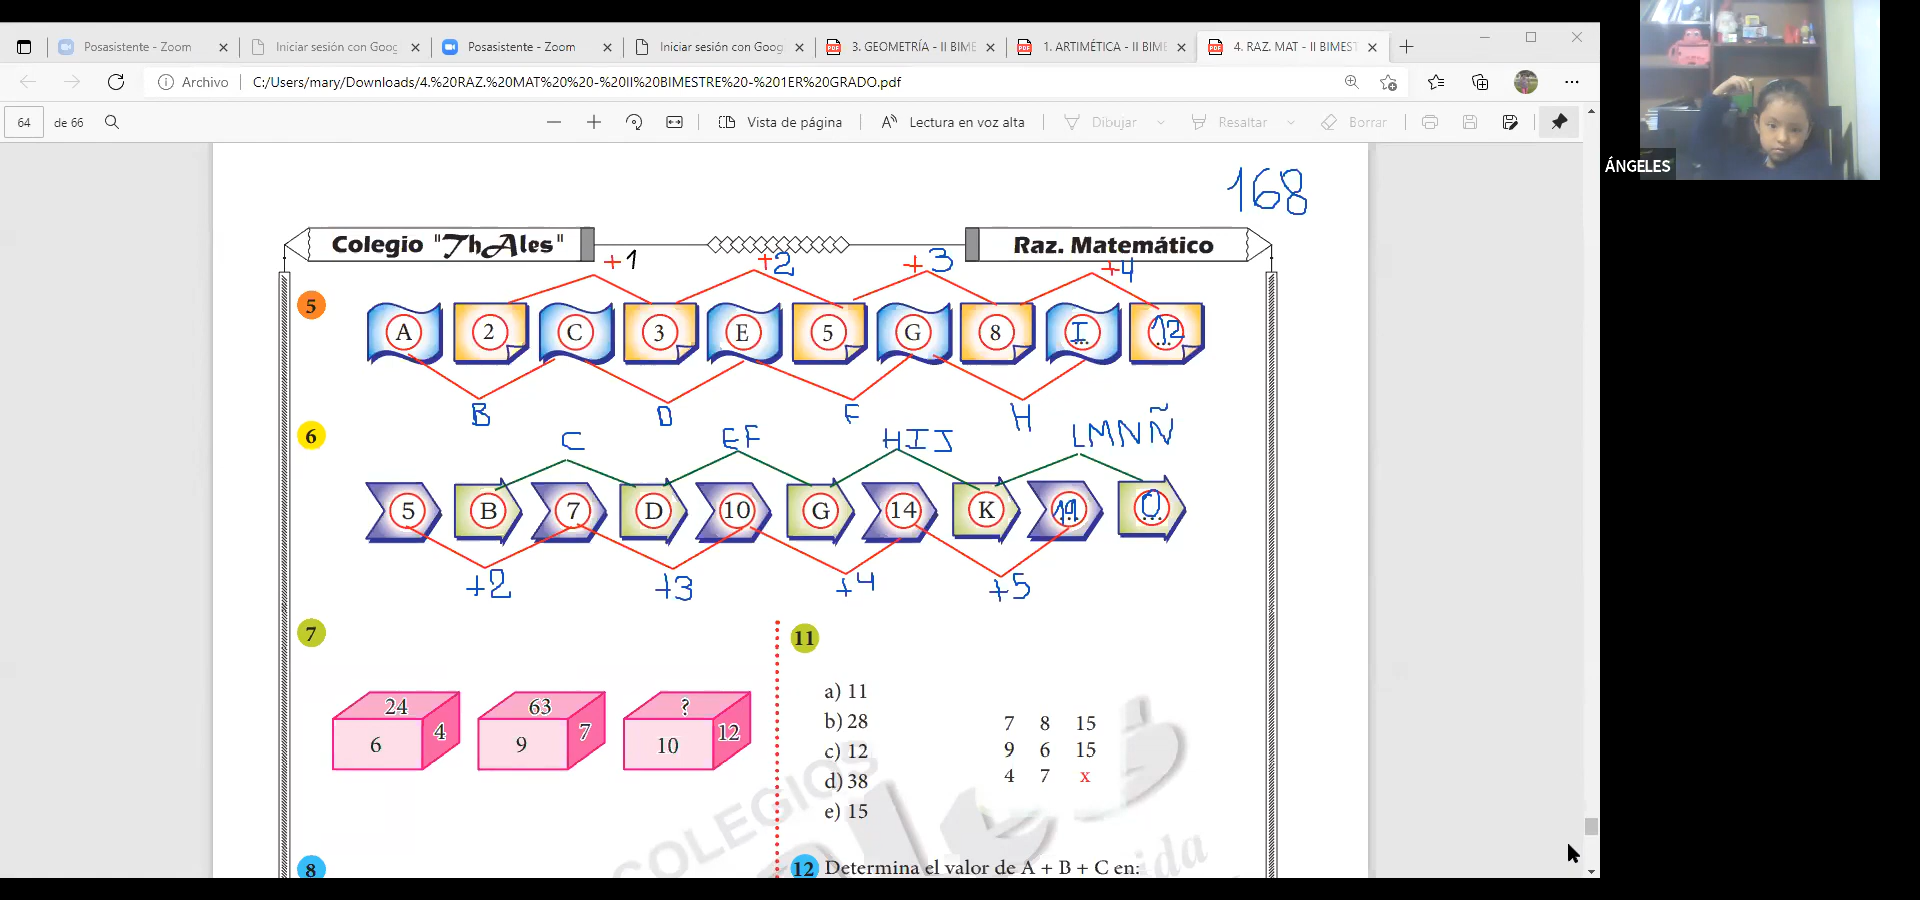 Posasistente - Zoom
Iniciar sesión con Goog
Posasistente - Zoom
Iniciar sesión con Goog
3. GEOMETRÍA - II BIME
1. ARTIMÉTICA - II BIME
4. RAZ. MAT - II BIMEST
Archivo C:/Users/mary/Downloads/4.%20RAZ.%20MAT%20%20-%20II%20BIMESTRE%20-%201ER%20GRADO.pdf
64 de 66 Vista de página Lectura en voz alta Dibujar Resaltar Borrar
ÁNGELES
168
Colegio "ThAles" Raz. Matemático
+1 +2 +3 +4
5 A 2 C 3 E 5 G 8 I 12
B D F H
6 C EF HIJ LMNÑ
5 B 7 D 10 G 14 K 19 O
+2 +3 +4 +5
7
24 6 4
63 9 7
? 10 12
8
11
a) 11
b) 28
c) 12
d) 38
e) 15
7 8 15
9 6 15
4 7 x
12 Determina el valor de A + B + C en:
COLEGIOS